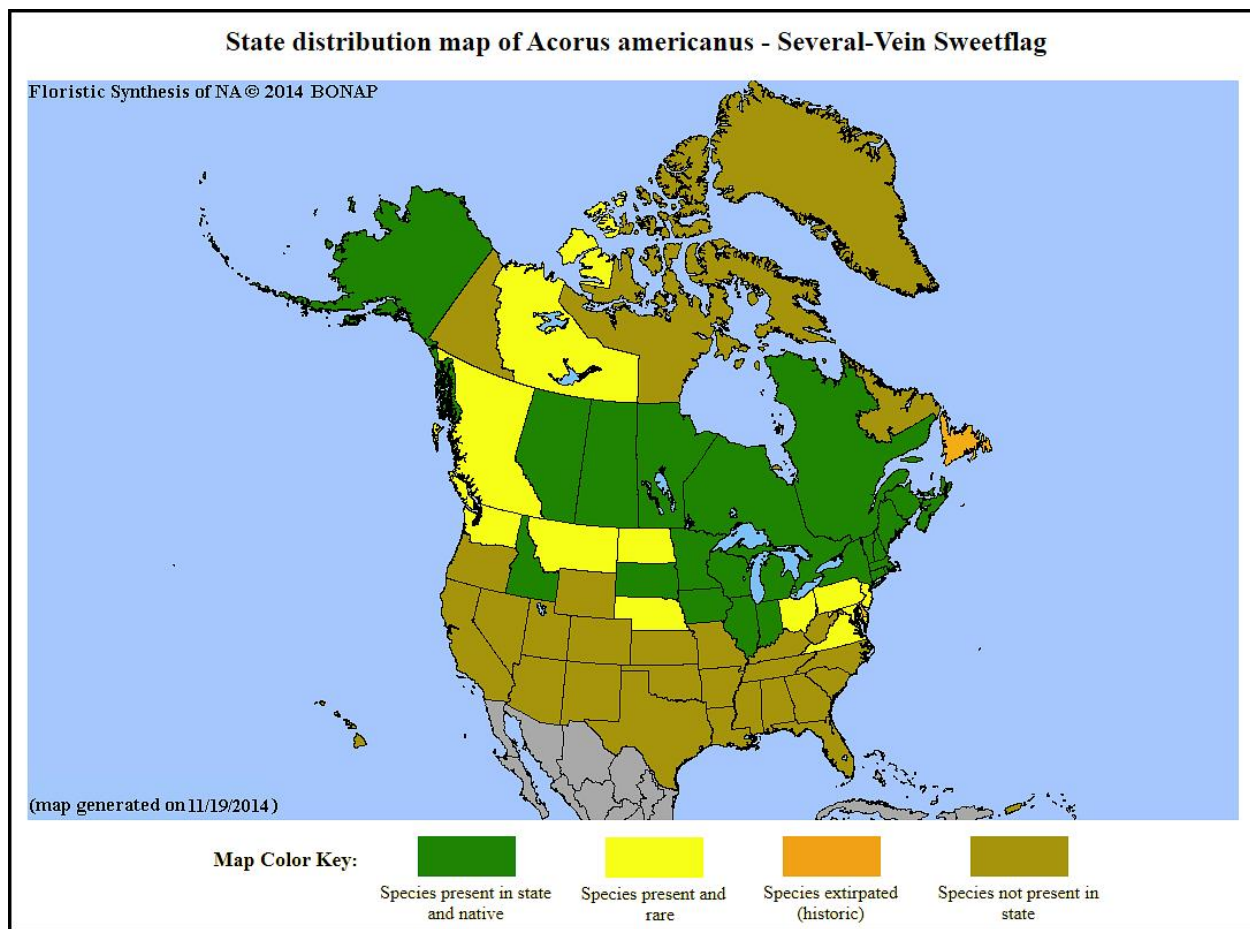 State distribution map of Acorus americanus - Several-Vein Sweetflag
Floristic Synthesis of NA © 2014 BONAP
(map generated on 11/19/2014)
Map Color Key:
Species present in state
and native
Species present and
rare
Species extirpated
(historic)
Species not present in
state